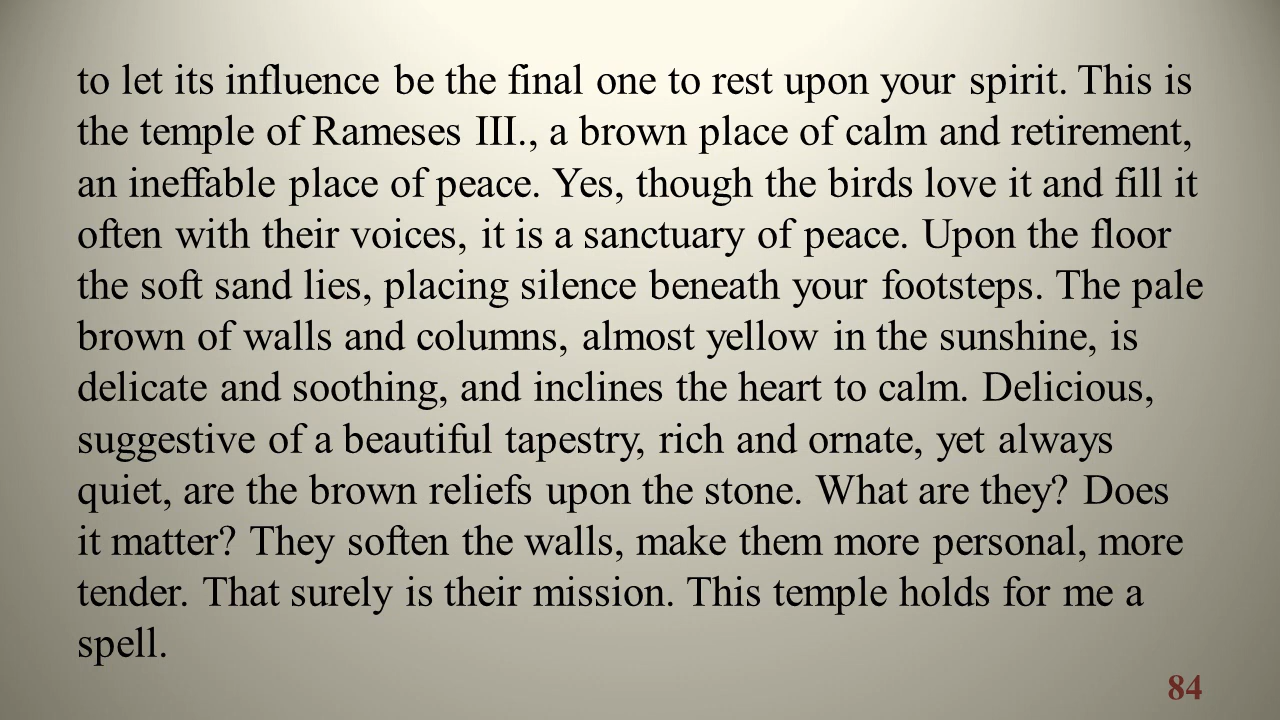 to let its influence be the final one to rest upon your spirit. This is
the temple of Rameses III., a brown place of calm and retirement,
an ineffable place of peace. Yes, though the birds love it and fill it
often with their voices, it is a sanctuary of peace. Upon the floor
the soft sand lies, placing silence beneath your footsteps. The pale
brown of walls and columns, almost yellow in the sunshine, is
delicate and soothing, and inclines the heart to calm. Delicious,
suggestive of a beautiful tapestry, rich and ornate, yet always
quiet, are the brown reliefs upon the stone. What are they? Does
it matter? They soften the walls, make them more personal, more
tender. That surely is their mission. This temple holds for me a
spell.
84